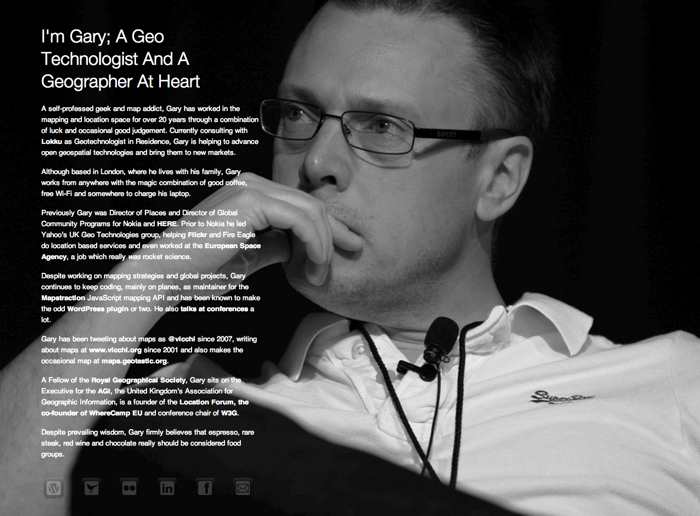 I'm Gary; A Geo
Technologist And A
Geographer At Heart
A self-professed geek and map addict, Gary has worked in the
mapping and location space for over 20 years through a combination
of luck and occasional good judgement. Currently consulting with
Lokku as Geotechnologist in Residence, Gary is helping to advance
open geospatial technologies and bring them to new markets.
Although based in London, where he lives with his family, Gary
works from anywhere with the magic combination of good coffee,
free Wi-Fi and somewhere to charge his laptop.
Previously Gary was Director of Places and Director of Global
Community Programs for Nokia and HERE. Prior to Nokia he led
Yahoo's UK Geo Technologies group, helping Flickr and Fire Eagle
do location based services and even worked at the European Space
Agency, a job which really was rocket science.
Despite working on mapping strategies and global projects, Gary
continues to keep coding, mainly on planes, as maintainer for the
Mapstraction JavaScript mapping API and has been known to make
the odd WordPress plugin or two. He also talks at conferences a
lot.
Gary has been tweeting about maps as @vicchi since 2007, writing
about maps at www.vicchi.org since 2001 and also makes the
occasional map at maps.geotastic.org.
A Fellow of the Royal Geographical Society, Gary sits on the
Executive for the AGI, the United Kingdom's Association for
Geographic Information, is a founder of the Location Forum, the
co-founder of WhereCamp EU and conference chair of W3G.
Despite prevailing wisdom, Gary firmly believes that espresso, rare
steak, red wine and chocolate really should be considered food
groups.
GUCCI
Superdry